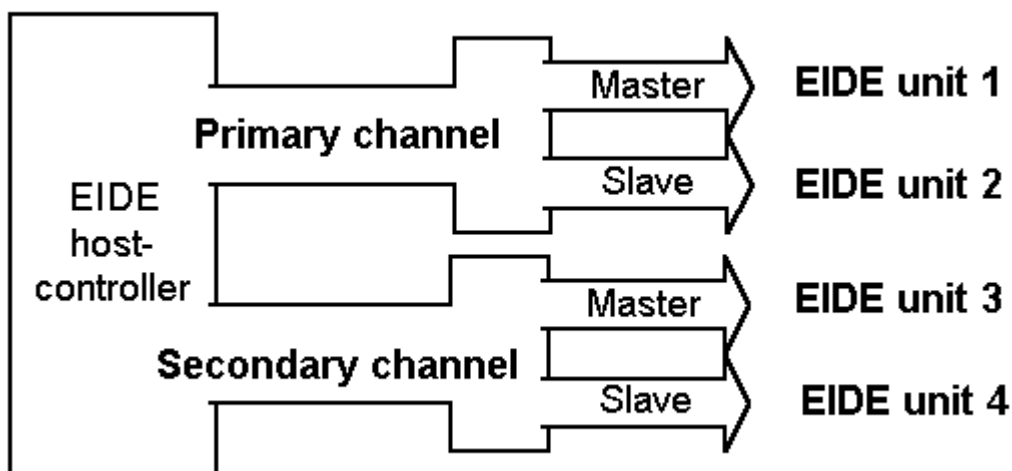 EIDE
host-
controller
Primary channel
Master
EIDE unit 1
Slave
EIDE unit 2
Secondary channel
Master
EIDE unit 3
Slave
EIDE unit 4